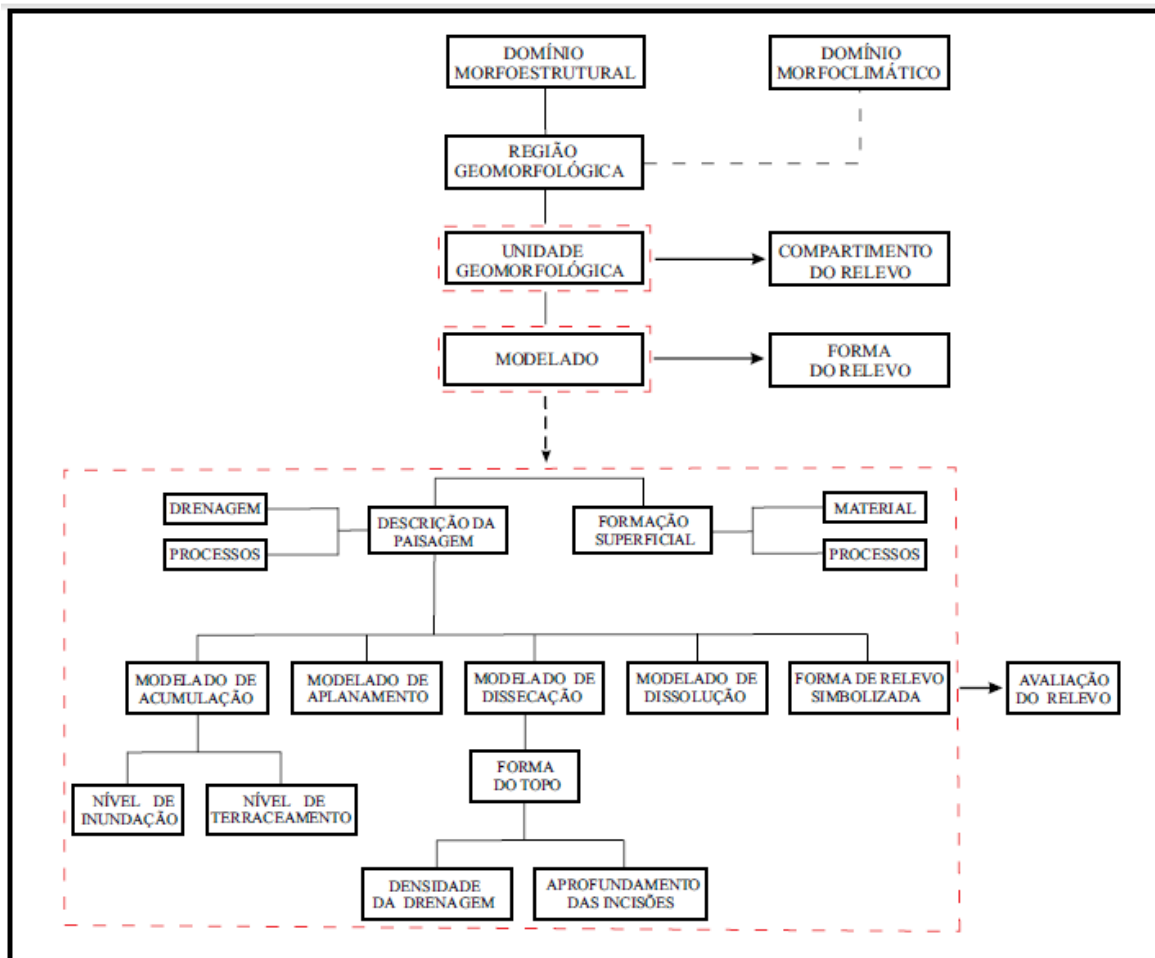 DOMÍNIO
MORFOESTRUTURAL
DOMÍNIO
MORFOCLIMÁTICO
REGIÃO
GEOMORFOLÓGICA
UNIDADE
GEOMORFOLÓGICA
COMPARTIMENTO
DO RELEVO
MODELADO
FORMA
DO RELEVO
DRENAGEM
PROCESSOS
DESCRIÇÃO DA
PAISAGEM
FORMAÇÃO
SUPERFICIAL
MATERIAL
PROCESSOS
MODELADO DE
ACUMULAÇÃO
MODELADO DE
APLANAMENTO
MODELADO DE
DISSECAÇÃO
MODELADO DE
DISSOLUÇÃO
FORMA DE RELEVO
SIMBOLIZADA
AVALIAÇÃO
DO RELEVO
NÍVEL DE
INUNDAÇÃO
NÍVEL DE
TERRACEAMENTO
FORMA
DO TOPO
DENSIDADE
DA DRENAGEM
APROFUNDAMENTO
DAS INCISÕES